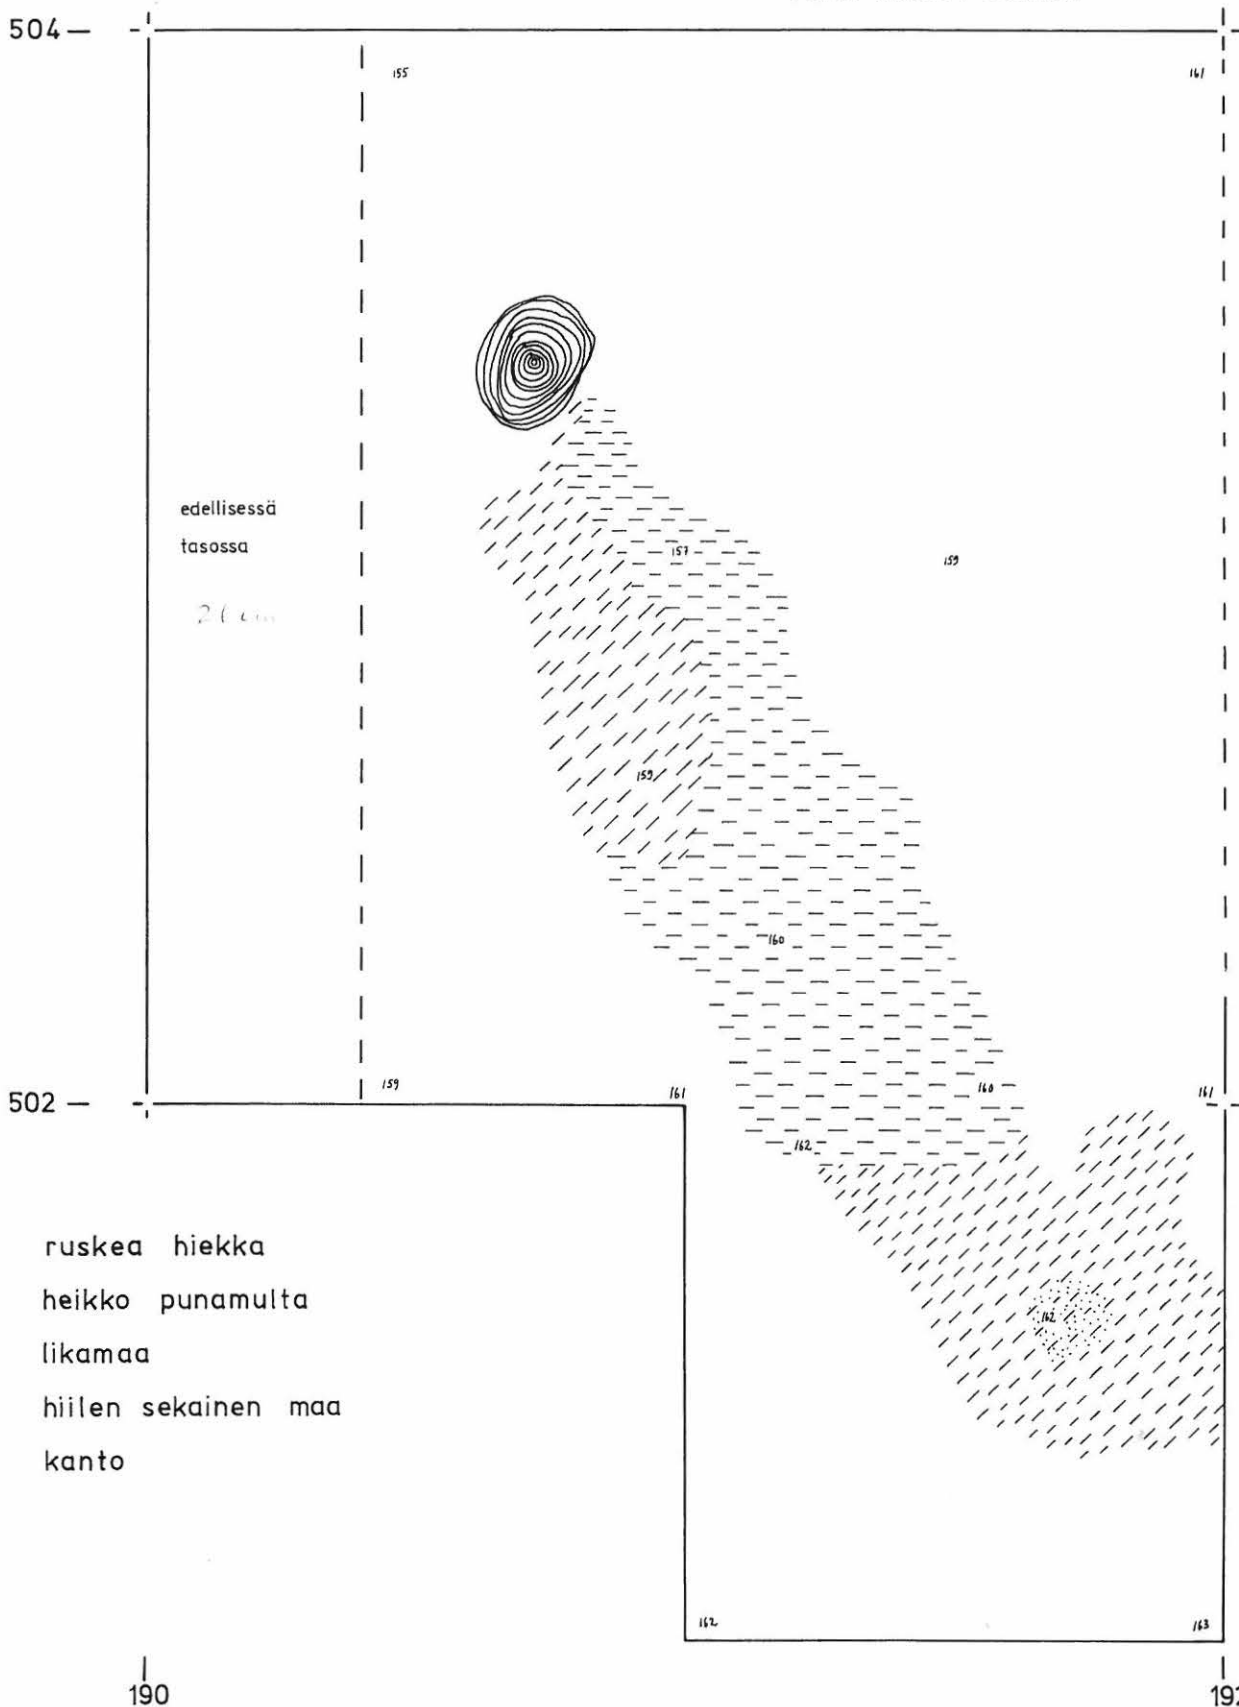 504
155 161
edellisessä
tasossa
157 159
159
160
502
159 161 160 161
162
ruskea hiekka
heikko punamulta
162
likamaa
hiilen sekainen maa
kanto
162 163
190